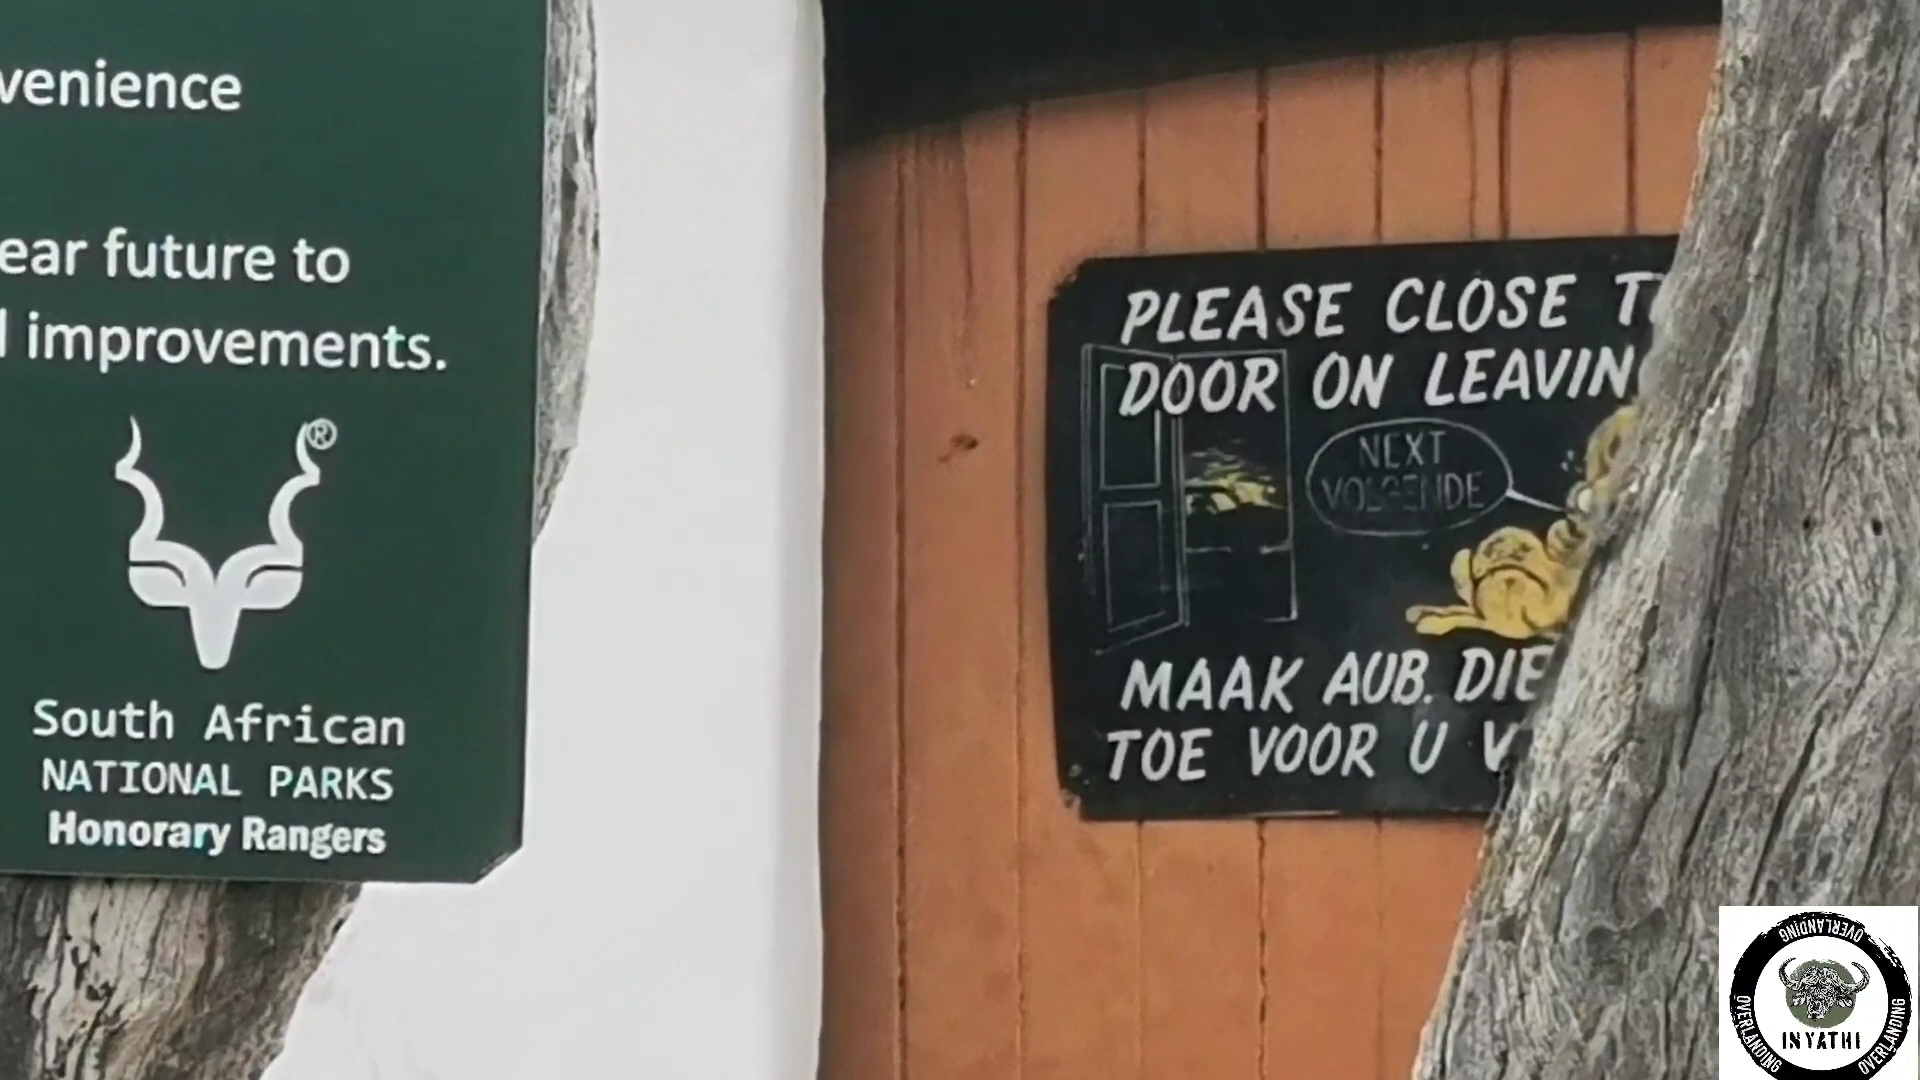 venience
ear future to
improvements.
®
South African
NATIONAL PARKS
Honorary Rangers
PLEASE CLOSE
DOOR ON LEAVIN
NEXT
VOLGENDE
MAAK AUB. DIE
TOE VOOR U V
OVERLANDING
OVERLANDING
OVERLANDING
INYATHI